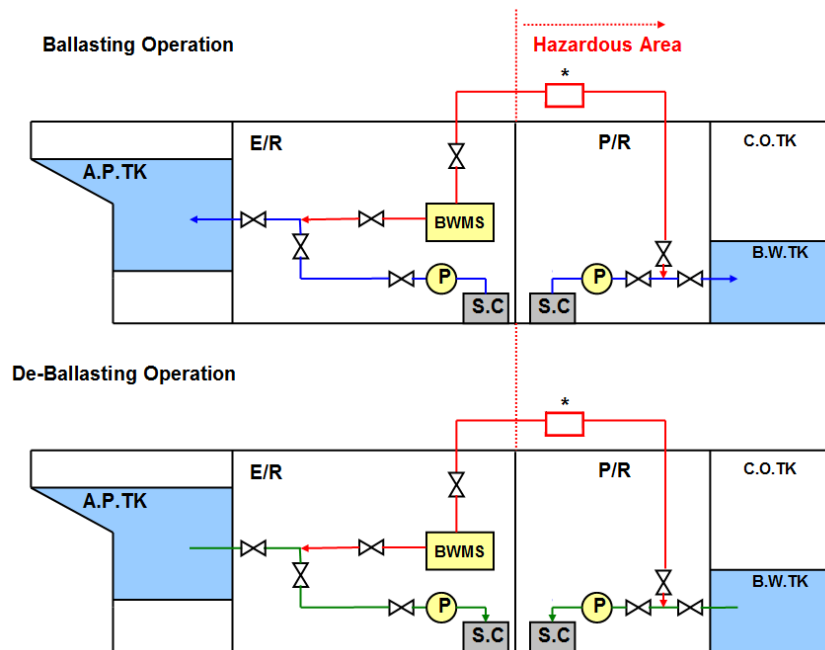 Ballasting Operation
Hazardous Area
*
E/R
P/R
C.O.TK
A.P.TK
BWMS
B.W.TK
P
P
S.C
S.C
De-Ballasting Operation
*
E/R
P/R
C.O.TK
A.P.TK
BWMS
B.W.TK
P
P
S.C
S.C